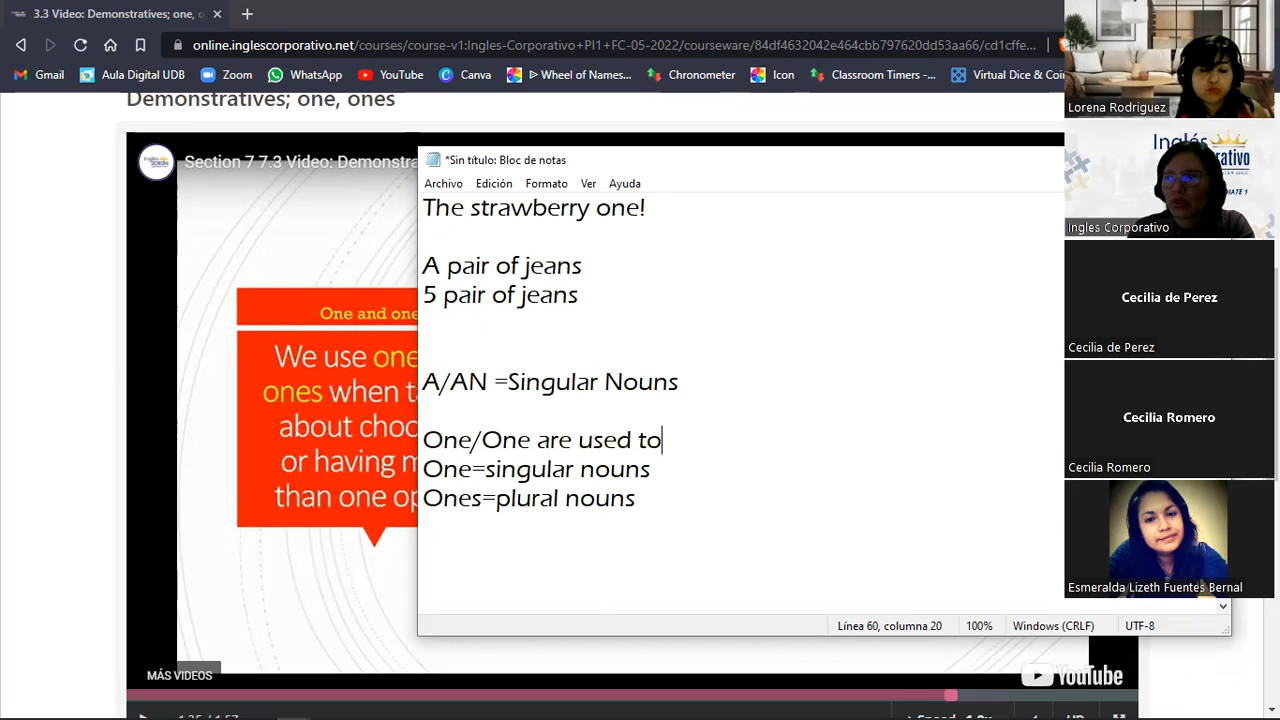 3.3 Video: Demonstratives; one, o
online.inglescorporativo.net/courses/course-v1:Ingles-Corporativo+PI1+FC-05-2022/courseware/84df4632042e464cbb797620dd53aa66/cd1cffe...
Gmail
Aula Digital UDB
Zoom
WhatsApp
YouTube
Canva
ᐅ Wheel of Names...
Chronometer
Icon
Classroom Timers -...
Virtual Dice & Coin
Demonstratives; one, ones
Section 7 7.3 Video: Demonstra
One and one
We use one
ones when t
about choo
or having m
than one op
MÁS VIDEOS
YouTube
*Sin título: Bloc de notas
Archivo Edición Formato Ver Ayuda
The strawberry one!
A pair of jeans
5 pair of jeans
A/AN =Singular Nouns
One/One are used to
One=singular nouns
Ones=plural nouns
Línea 60, columna 20
100%
Windows (CRLF)
UTF-8
Lorena Rodriguez
Inglés
Ingles Corporativo
Cecilia de Perez
Cecilia de Perez
Cecilia Romero
Cecilia Romero
Esmeralda Lizeth Fuentes Bernal